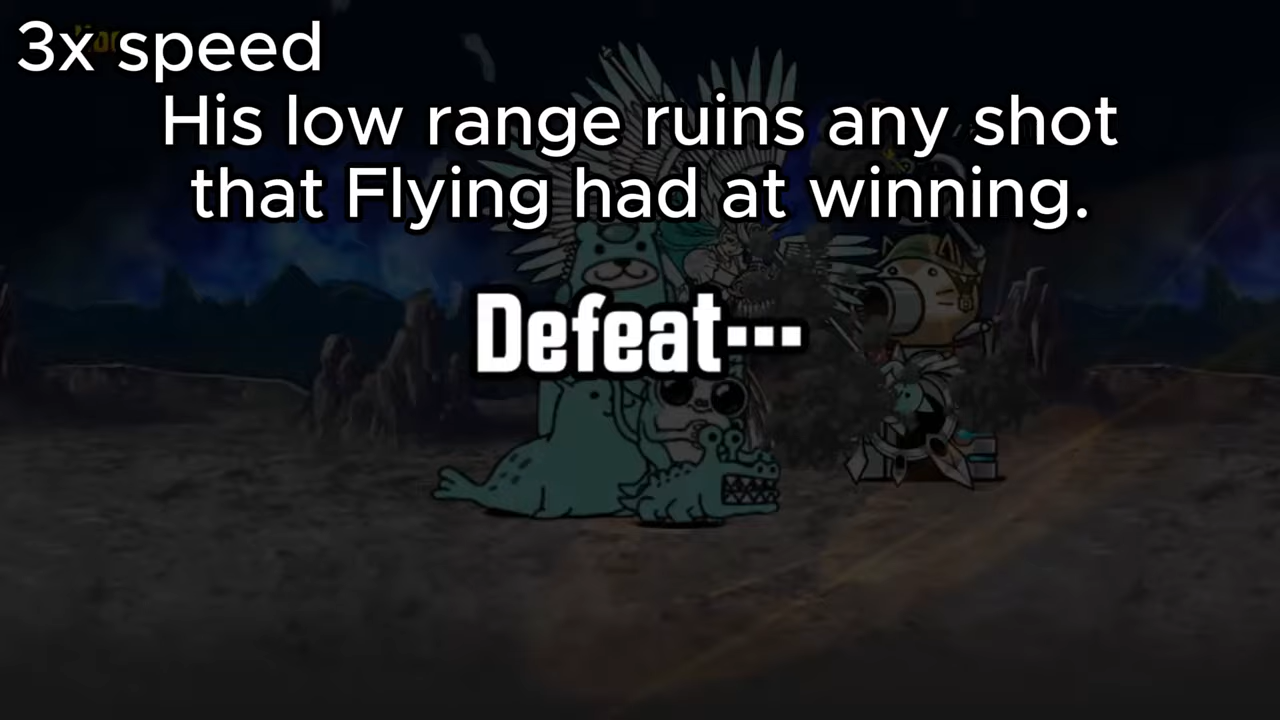 3x speed
His low range ruins any shot
that Flying had at winning.
Defeat···